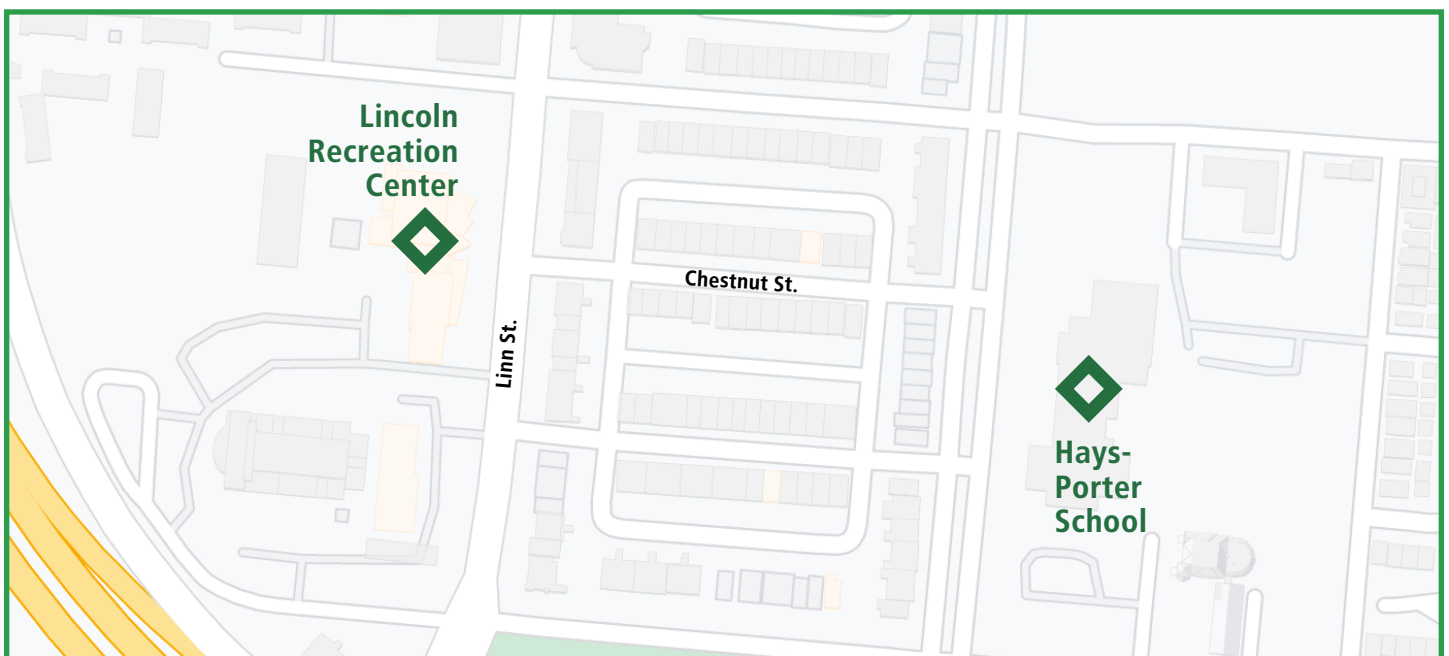 Lincoln
Recreation
Center
Chestnut St.
Linn St.
Hays-
Porter
School